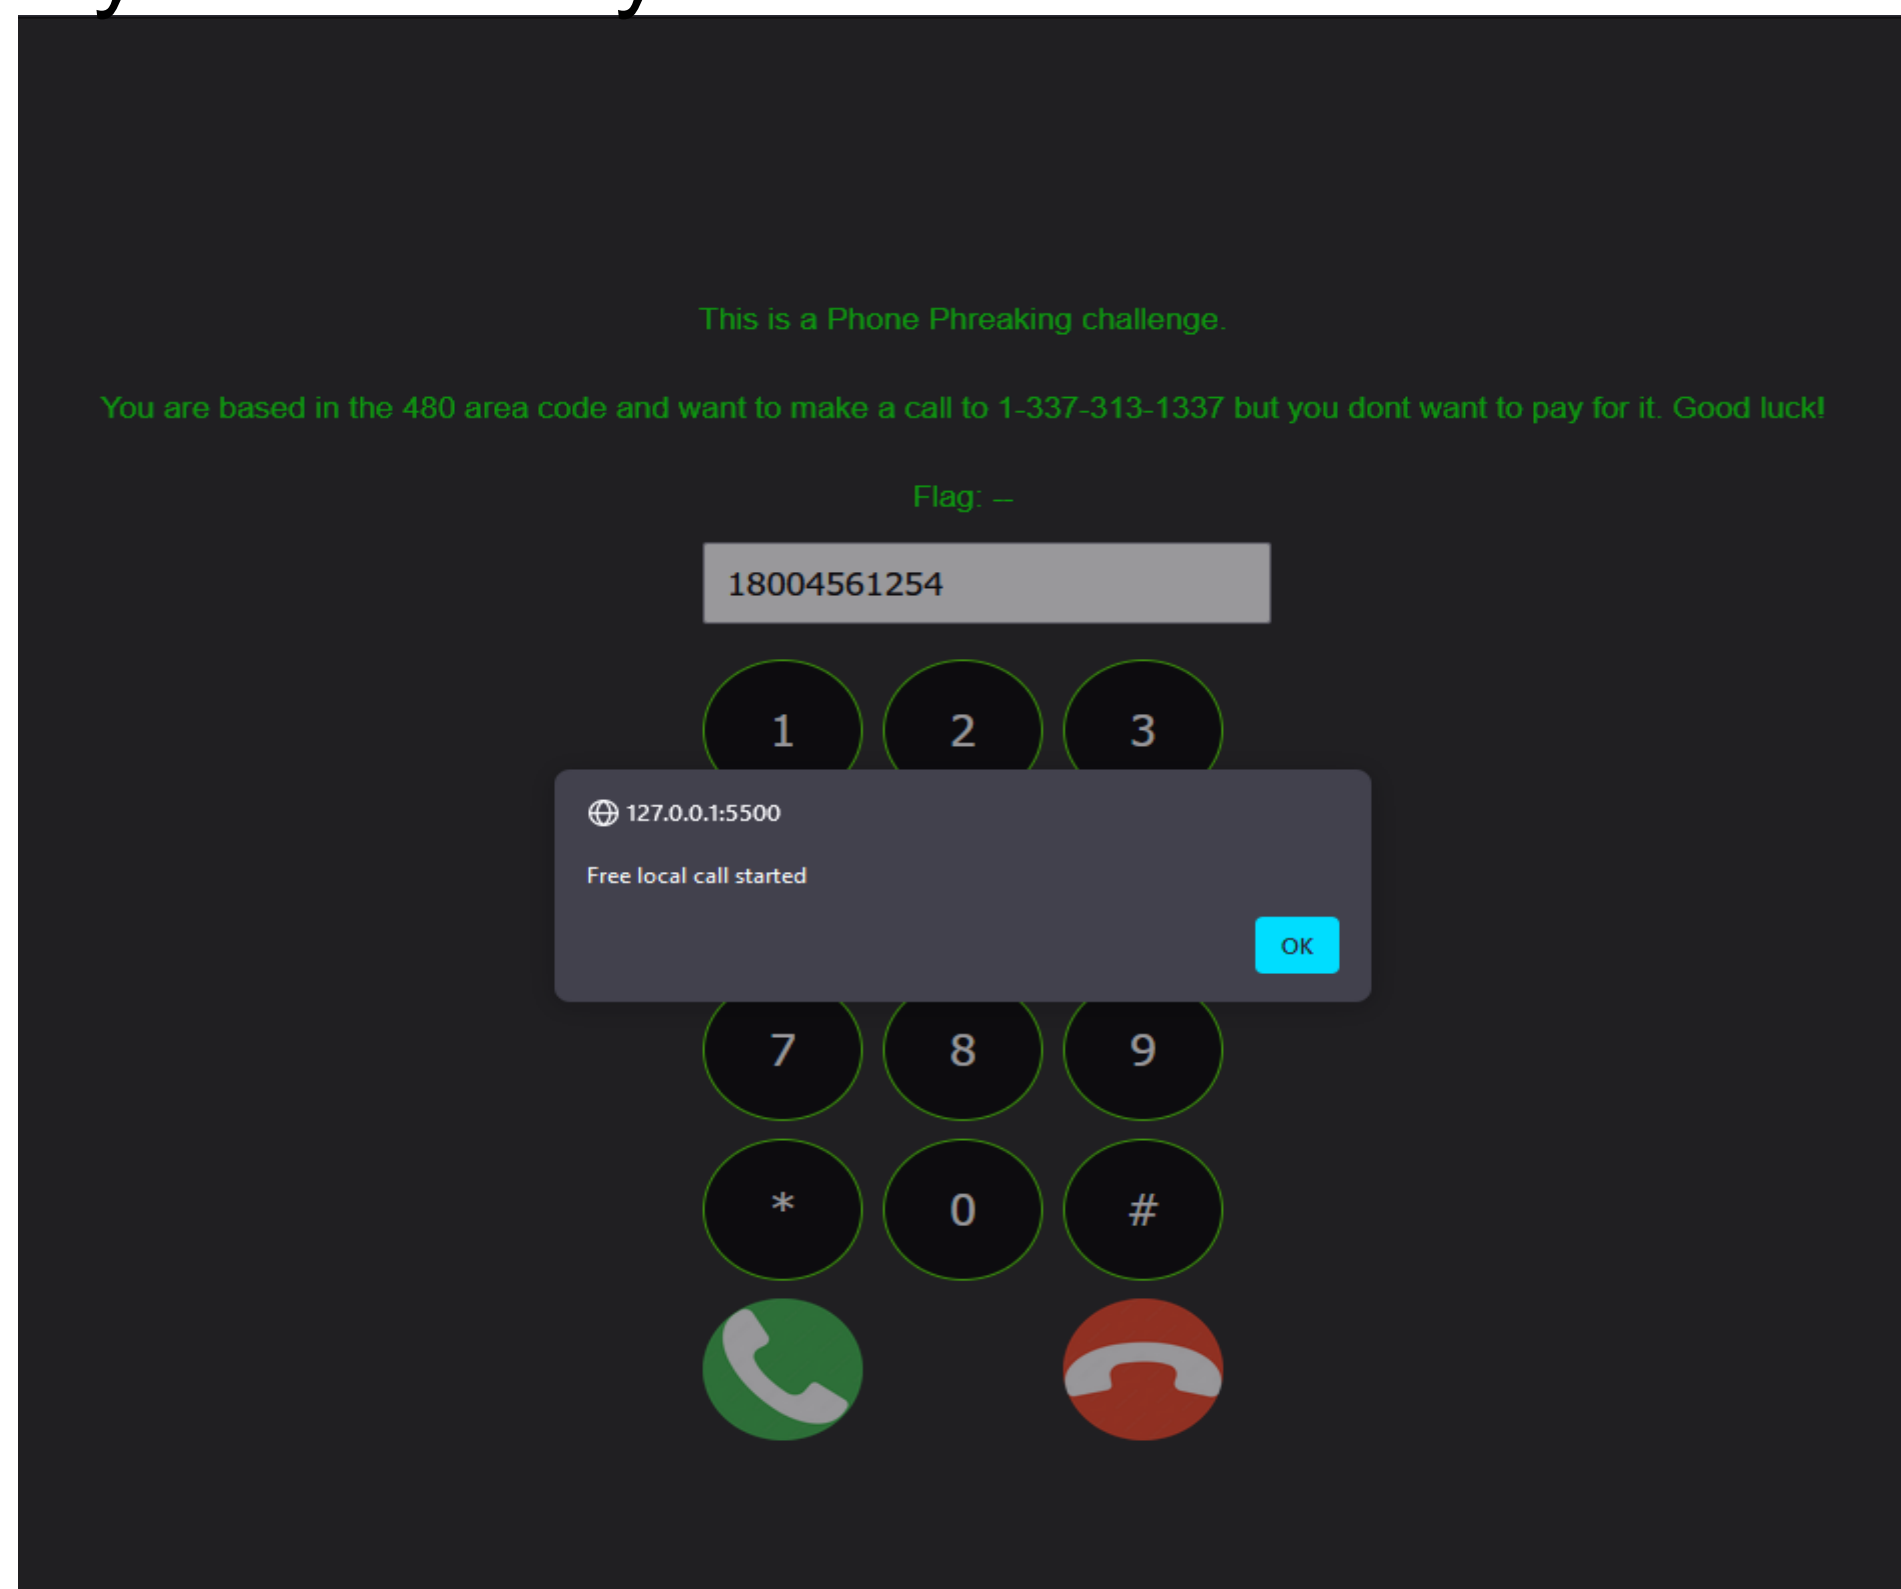 This is a Phone Phreaking challenge.
You are based in the 480 area code and want to make a call to 1-337-313-1337 but you dont want to pay for it. Good luck!
Flag: --
18004561254
1 2 3
127.0.0.1:5500
Free local call started
OK
7 8 9
* 0 #